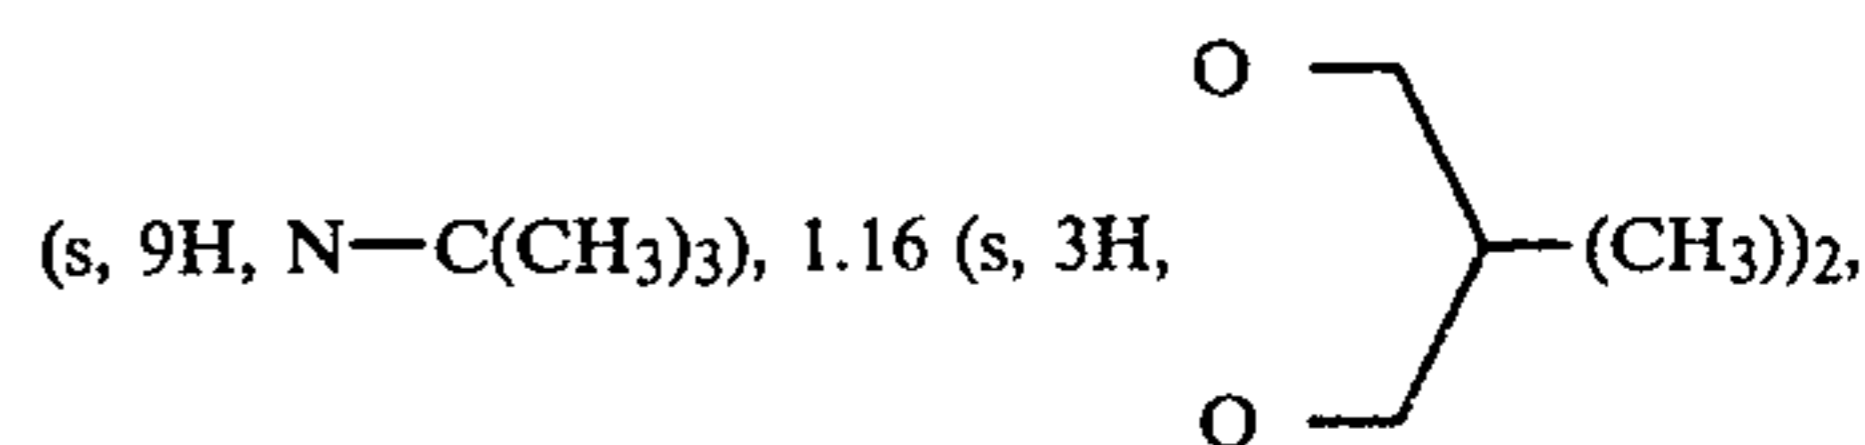 O
(s, 9H, N—C(CH₃)₃), 1.16 (s, 3H, (CH₃))₂,
O